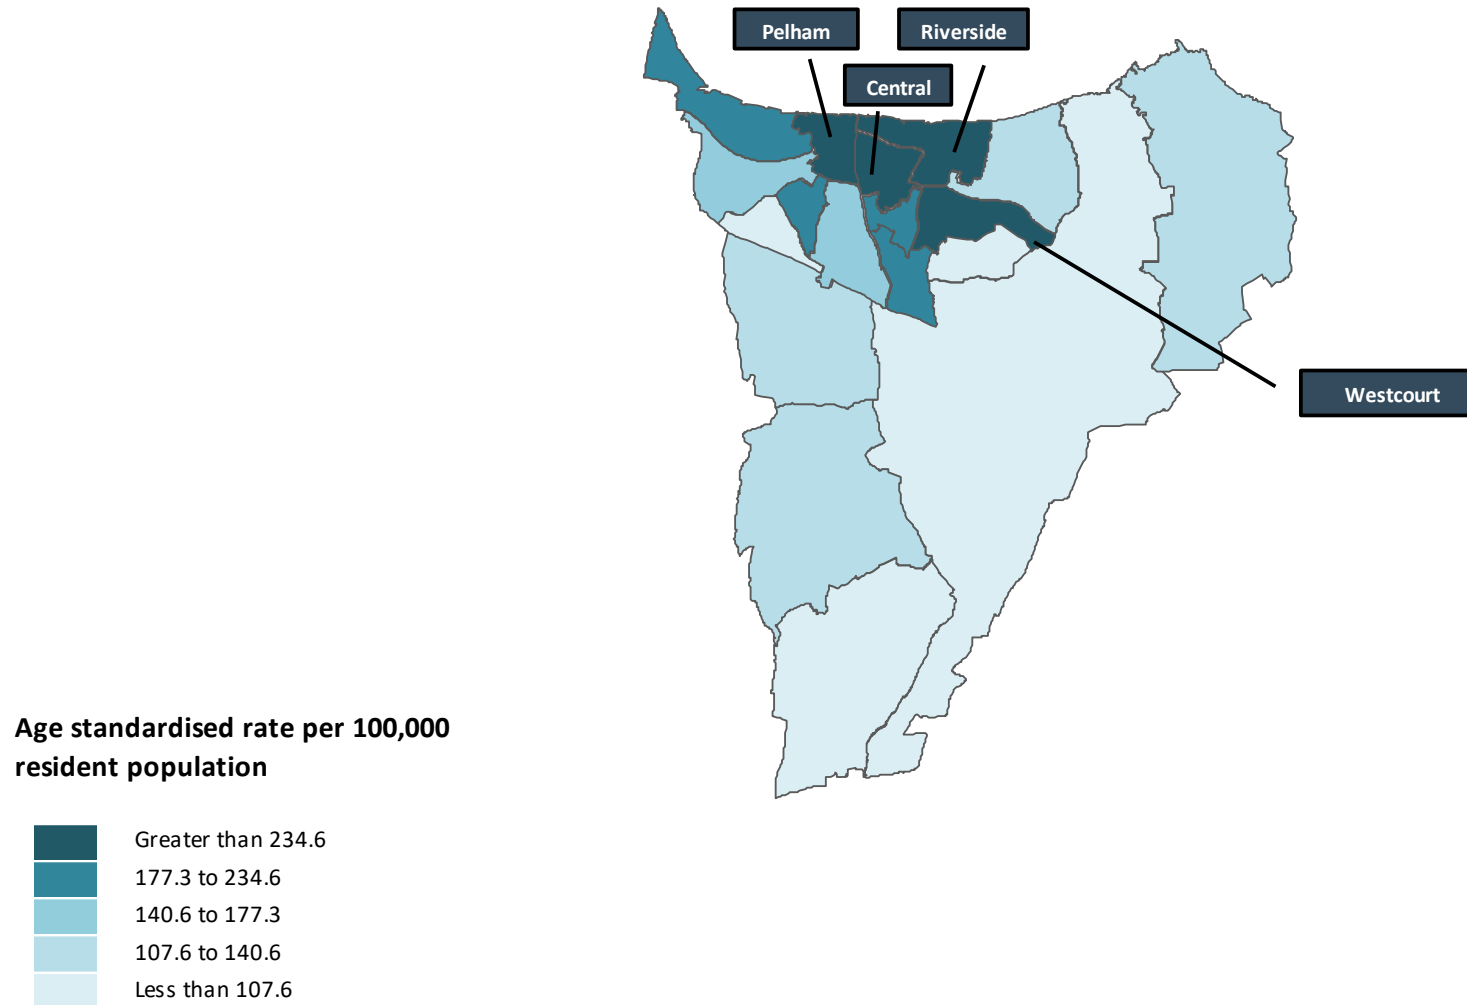 Pelham
Riverside
Central
Westcourt
Age standardised rate per 100,000
resident population
Greater than 234.6
177.3 to 234.6
140.6 to 177.3
107.6 to 140.6
Less than 107.6